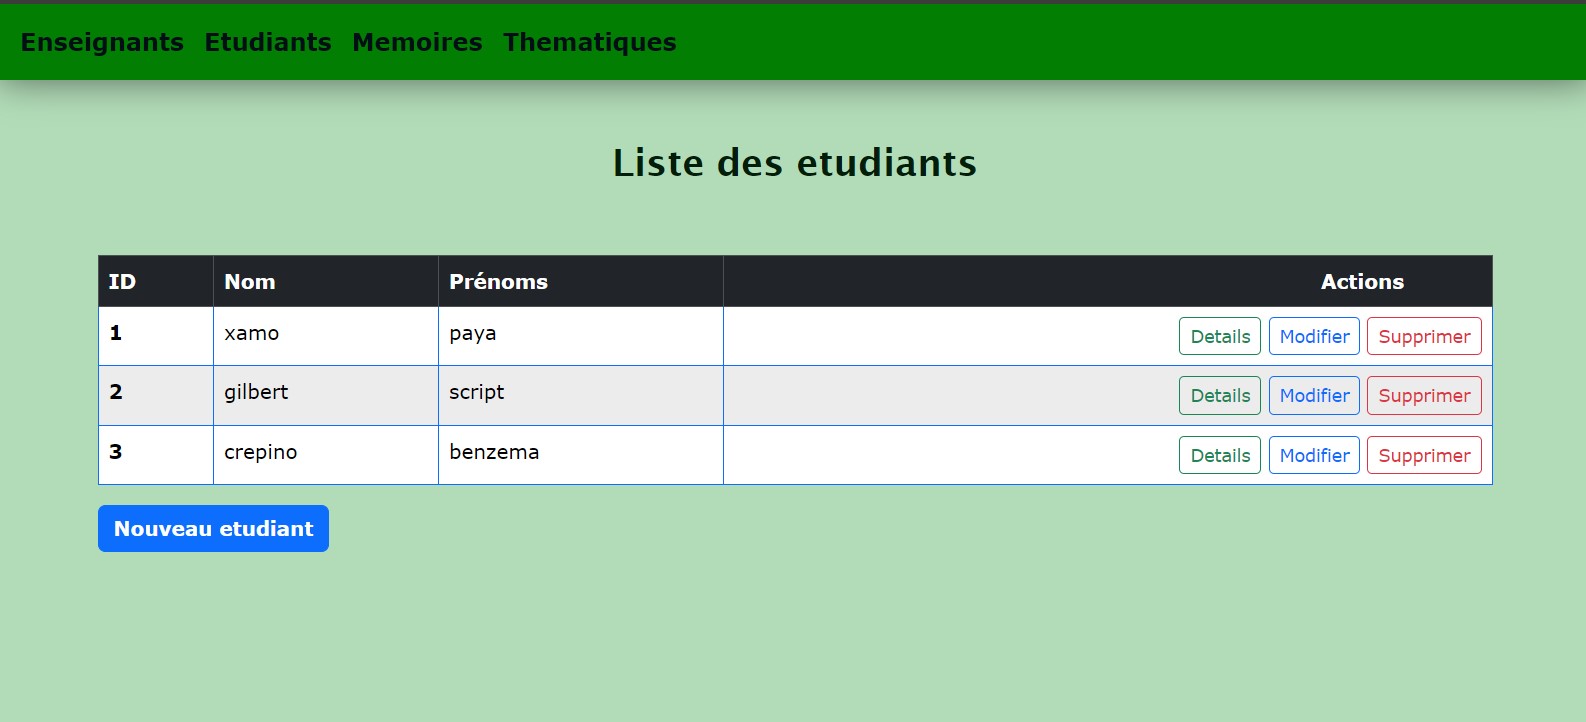 Enseignants Etudiants Memoires Thematiques
Liste des etudiants
ID Nom Prénoms Actions
1 xamo paya Details Modifier Supprimer
2 gilbert script Details Modifier Supprimer
3 crepino benzema Details Modifier Supprimer
Nouveau etudiant